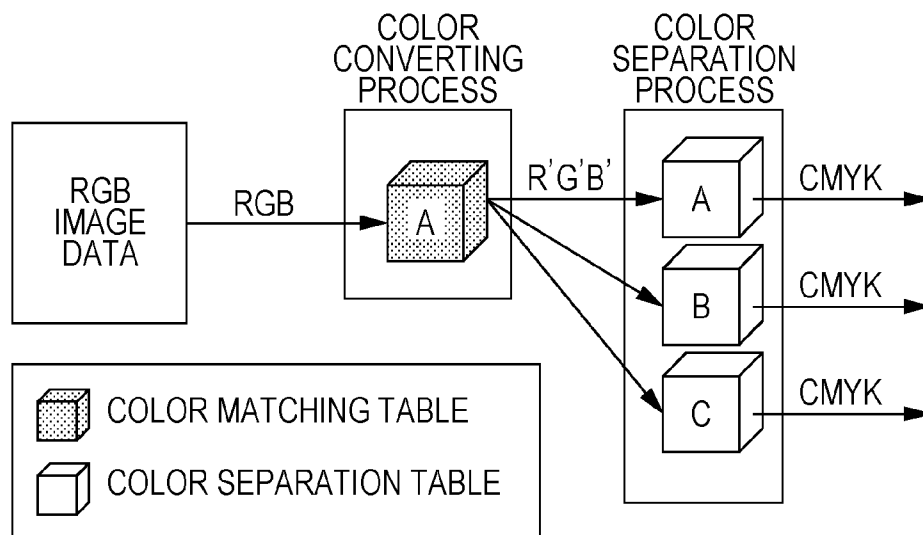 COLOR
CONVERTING
PROCESS
COLOR
SEPARATION
PROCESS
RGB
IMAGE
DATA
RGB
A
R'G'B'
A
CMYK
B
CMYK
C
CMYK
COLOR MATCHING TABLE
COLOR SEPARATION TABLE